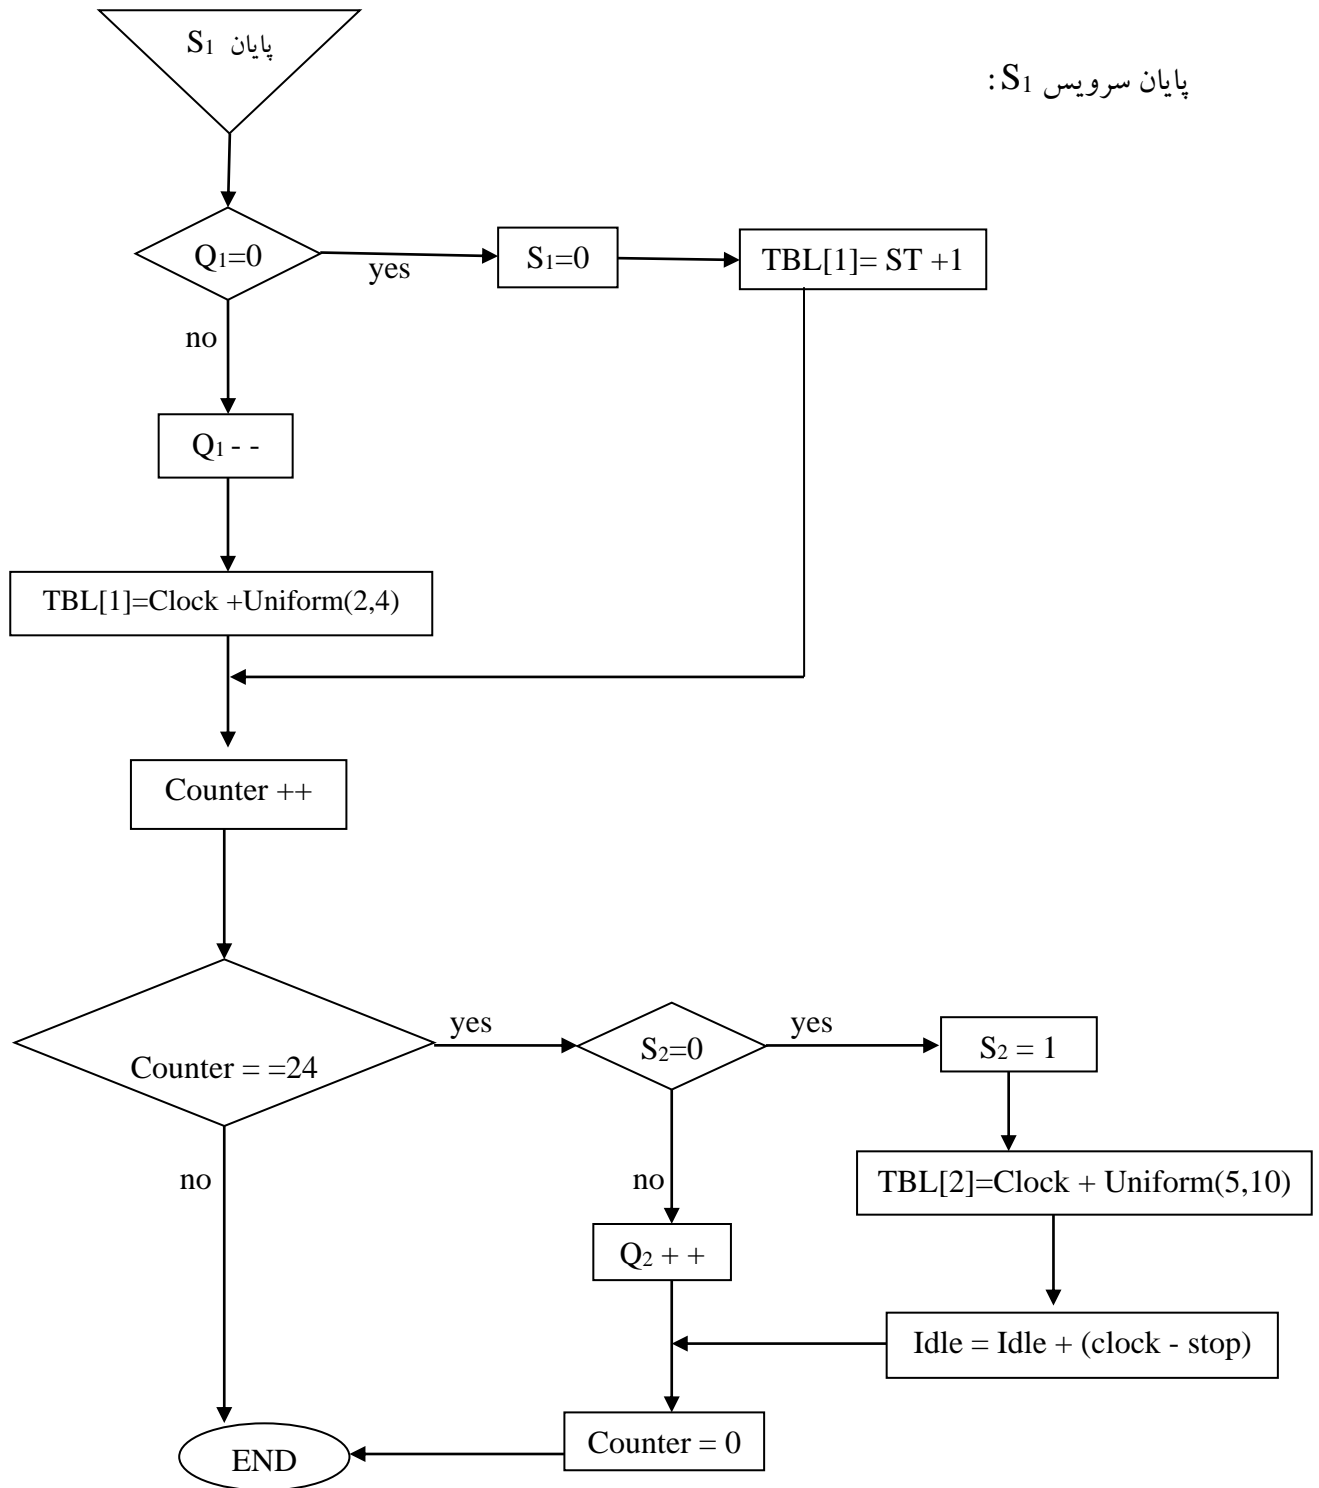 پایان S1
پایان سرویس S1:
Q1=0
yes
S1=0
TBL[1]= ST +1
no
Q1 - -
TBL[1]=Clock +Uniform(2,4)
Counter ++
Counter = =24
yes
S2=0
yes
S2 = 1
no
no
TBL[2]=Clock + Uniform(5,10)
Q2 + +
Idle = Idle + (clock - stop)
Counter = 0
END